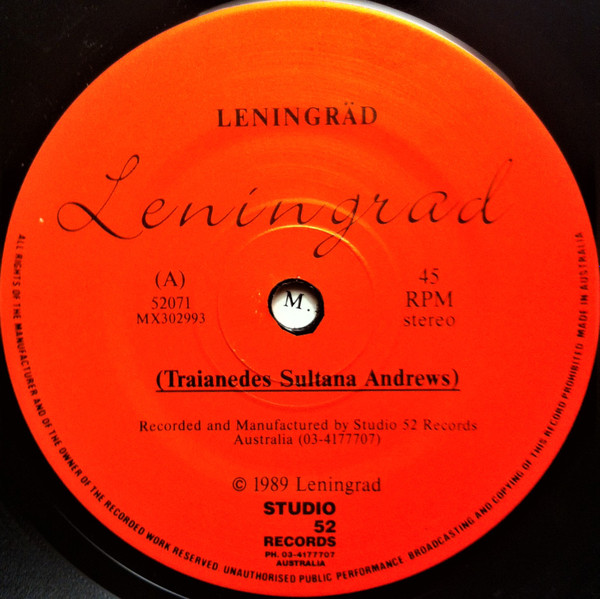 LENINGRÄD
Leningrad
(A)
52071
MX302993
M.
45
RPM
stereo
(Traianedes Sultana Andrews)
Recorded and Manufactured by Studio 52 Records
Australia (03-4177707)
© 1989 Leningrad
STUDIO
52
RECORDS
PH. 03-4177707
AUSTRALIA
ALL RIGHTS OF THE MANUFACTURER AND OF THE OWNER OF THE RECORDED WORK RESERVED. UNAUTHORISED PUBLIC PERFORMANCE BROADCASTING AND COPYING OF THIS RECORD PROHIBITED. MADE IN AUSTRALIA